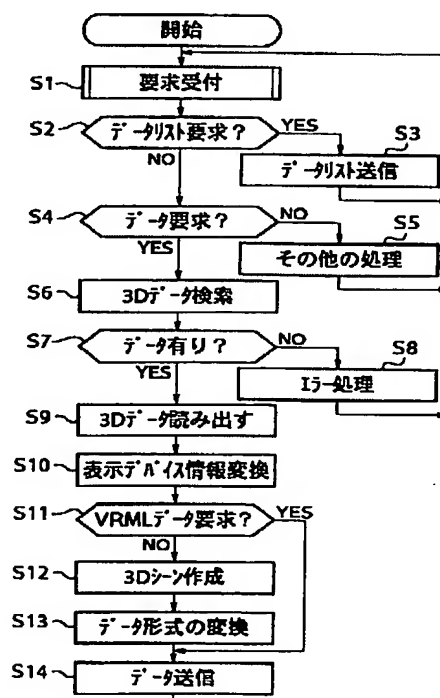 開始
S1 要求受付
S2 データリスト要求? YES
NO
S3
データリスト送信
S4 データ要求? NO
YES
S5
その他の処理
S6 3Dデータ検索
S7 データ有り? NO
YES
S8
エラー処理
S9 3Dデータ読み出す
S10 表示デバイス情報変換
S11 VRMLデータ要求? YES
NO
S12 3Dシーン作成
S13 データ形式の変換
S14 データ送信